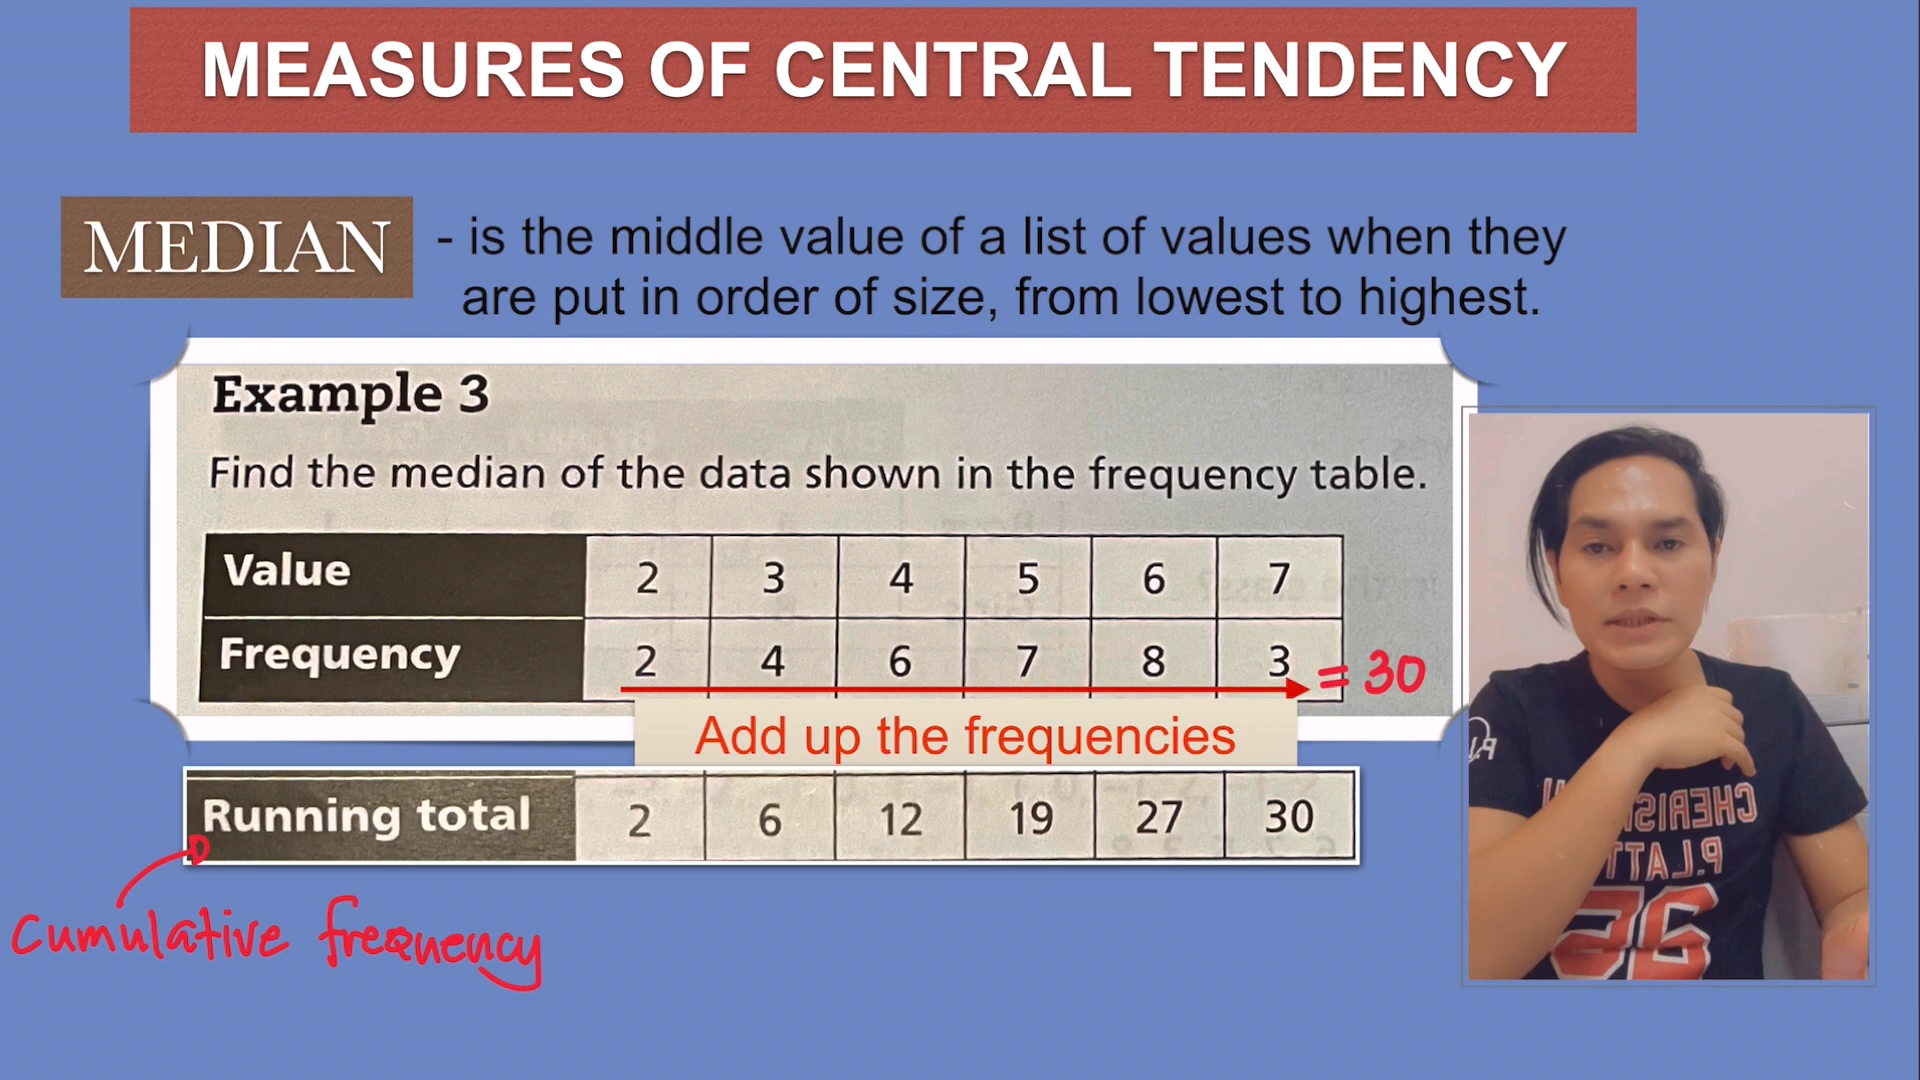 MEASURES OF CENTRAL TENDENCY
MEDIAN
- is the middle value of a list of values when they
are put in order of size, from lowest to highest.
Example 3
Find the median of the data shown in the frequency table.
Value 2 3 4 5 6 7
Frequency 2 4 6 7 8 3 = 30
Add up the frequencies
Running total 2 6 12 19 27 30
Cumulative frequency